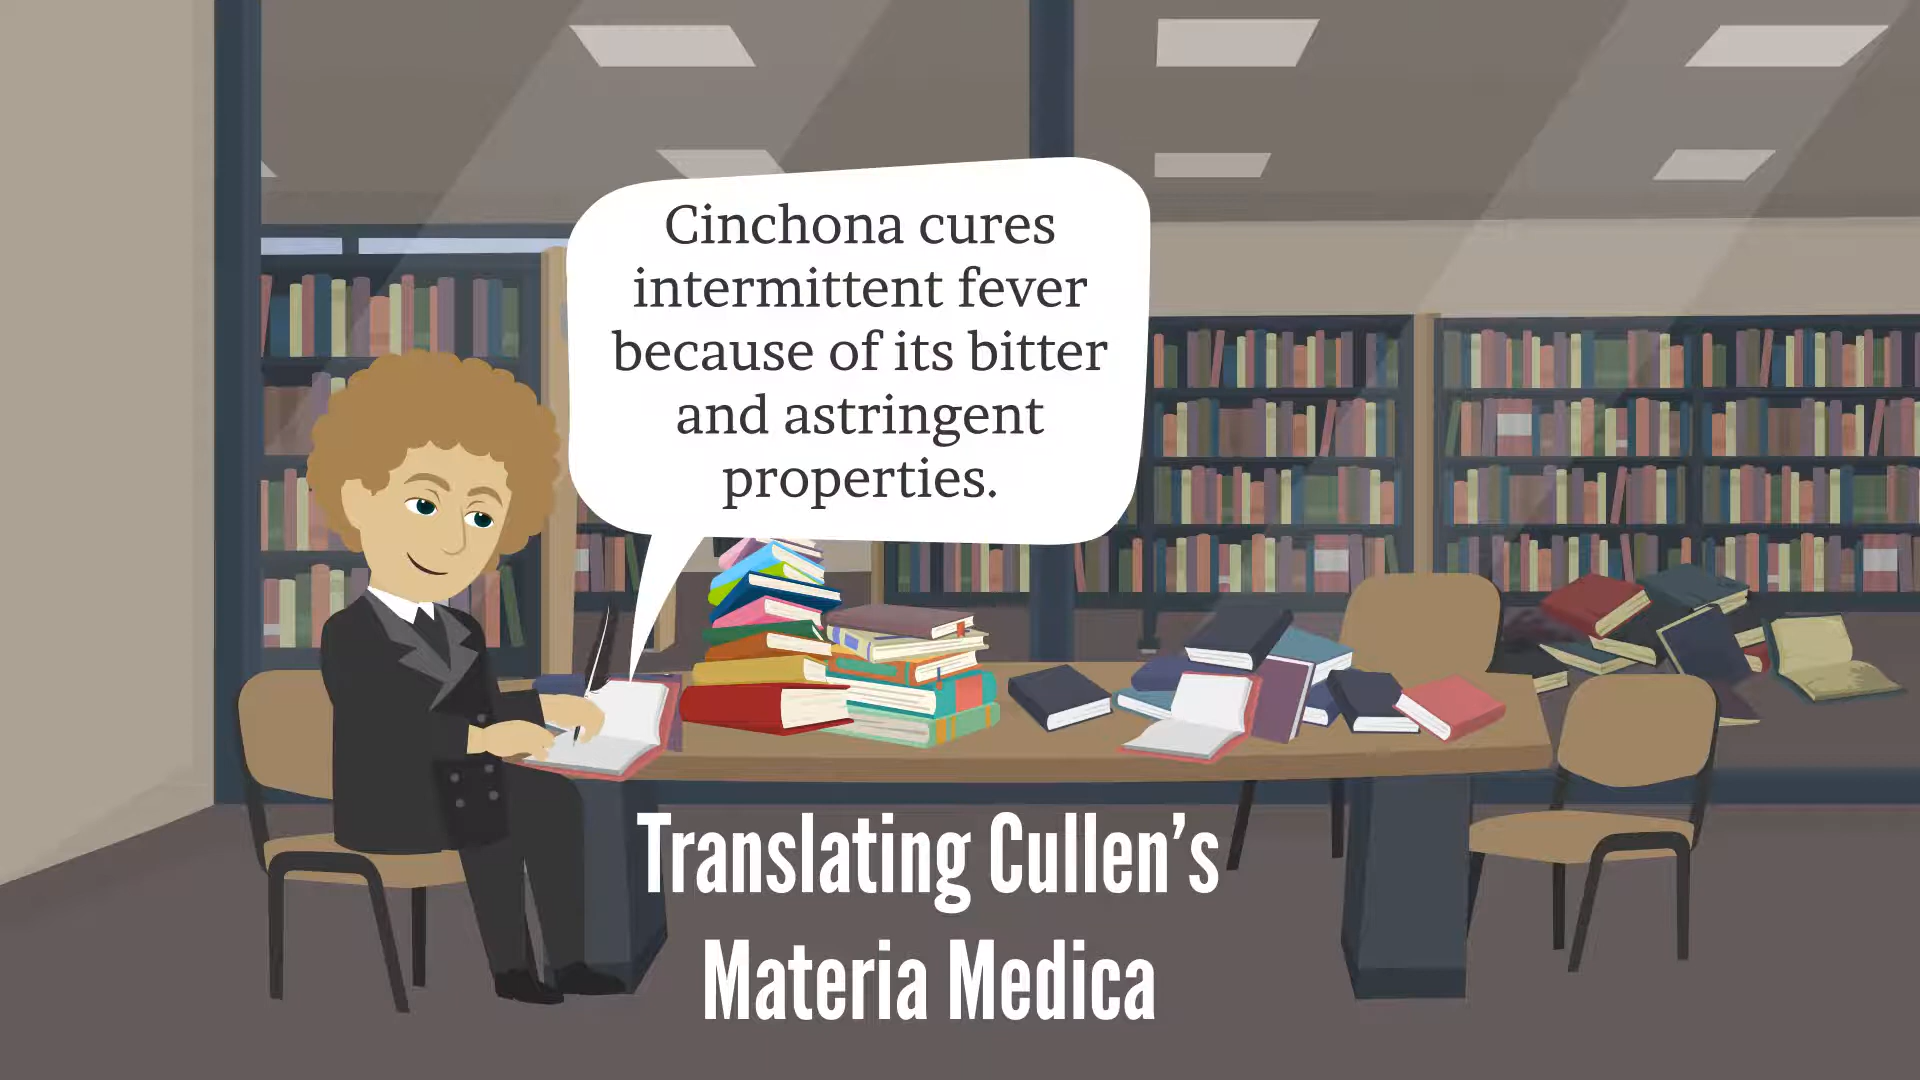 Cinchona cures
intermittent fever
because of its bitter
and astringent
properties.
Translating Cullen’s
Materia Medica